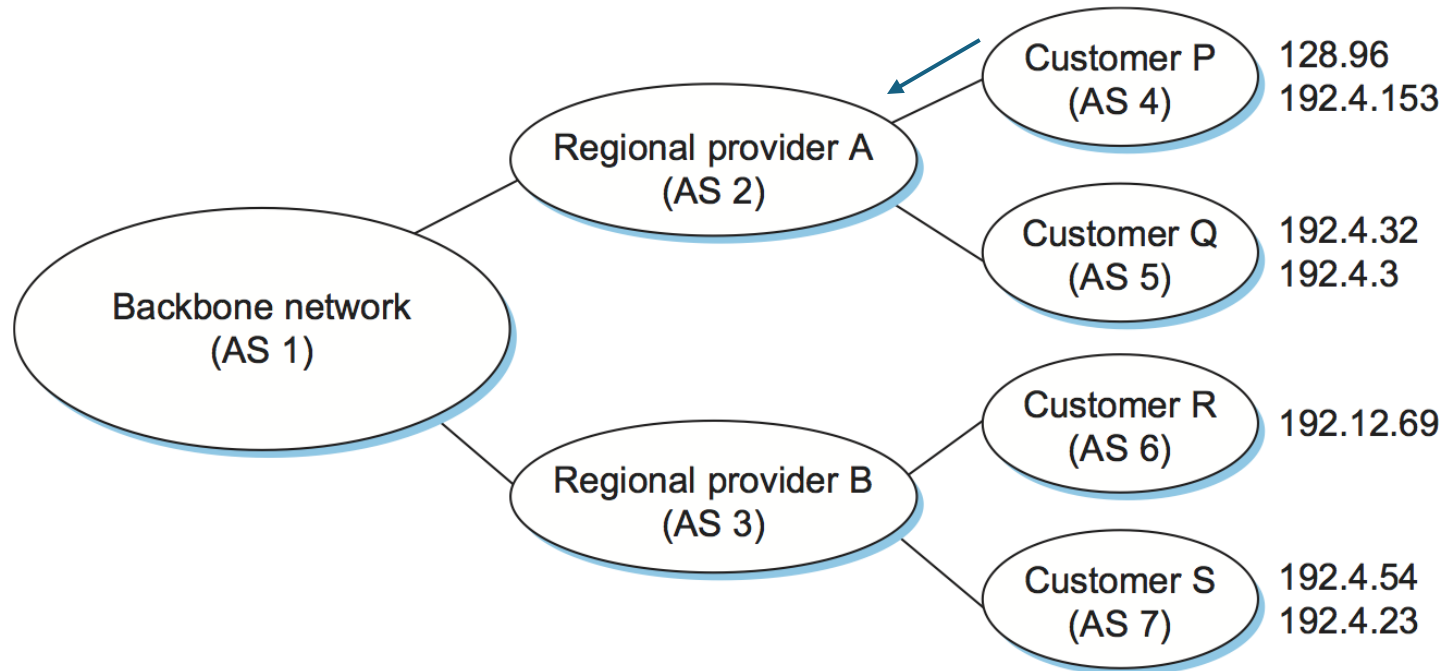 Customer P
(AS 4)
128.96
192.4.153
Regional provider A
(AS 2)
Customer Q
(AS 5)
192.4.32
192.4.3
Backbone network
(AS 1)
Customer R
(AS 6)
192.12.69
Regional provider B
(AS 3)
Customer S
(AS 7)
192.4.54
192.4.23